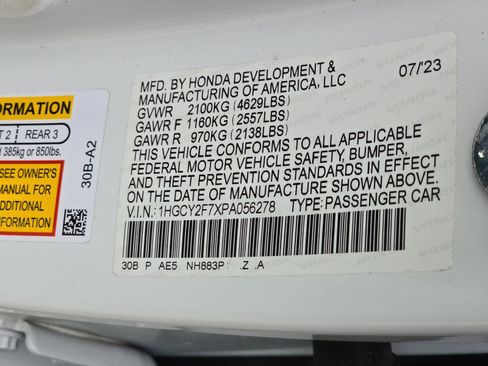 MFD. BY HONDA DEVELOPMENT & 07/'23
MANUFACTURING OF AMERICA, LLC
GVWR 2100KG (4629LBS)
GAWR F 1160KG (2557LBS)
GAWR R 970KG (2138LBS)
THIS VEHICLE CONFORMS TO ALL APPLICABLE
FEDERAL MOTOR VEHICLE SAFETY, BUMPER,
AND THEFT PREVENTION STANDARDS IN EFFECT
ON THE DATE OF MANUFACTURE SHOWN ABOVE.
V.I.N: 1HGCY2F7XPA056278 TYPE: PASSENGER CAR
30B P AE5 NH883P .Z .A
ORMATION
T 2 REAR 3
385kg or 850lbs.
SEE OWNER'S
MANUAL FOR
ADDITIONAL
30B-A2
HONDA